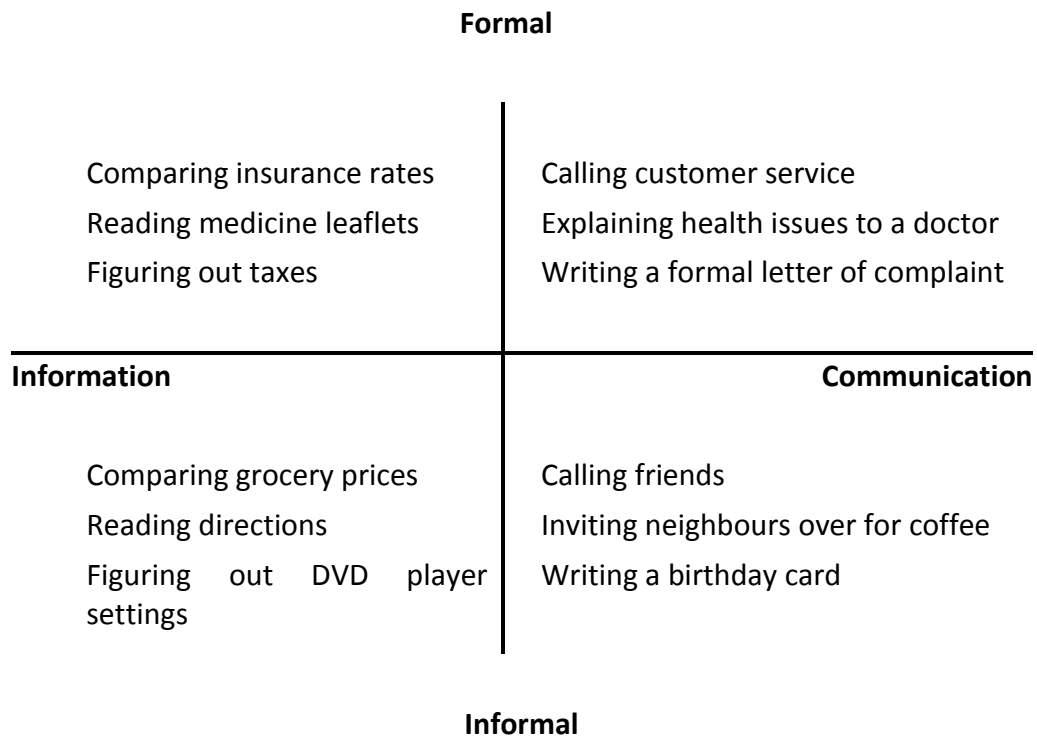 Formal
Comparing insurance rates
Reading medicine leaflets
Figuring out taxes
Calling customer service
Explaining health issues to a doctor
Writing a formal letter of complaint
Information
Communication
Comparing grocery prices
Reading directions
Figuring out DVD player
settings
Calling friends
Inviting neighbours over for coffee
Writing a birthday card
Informal